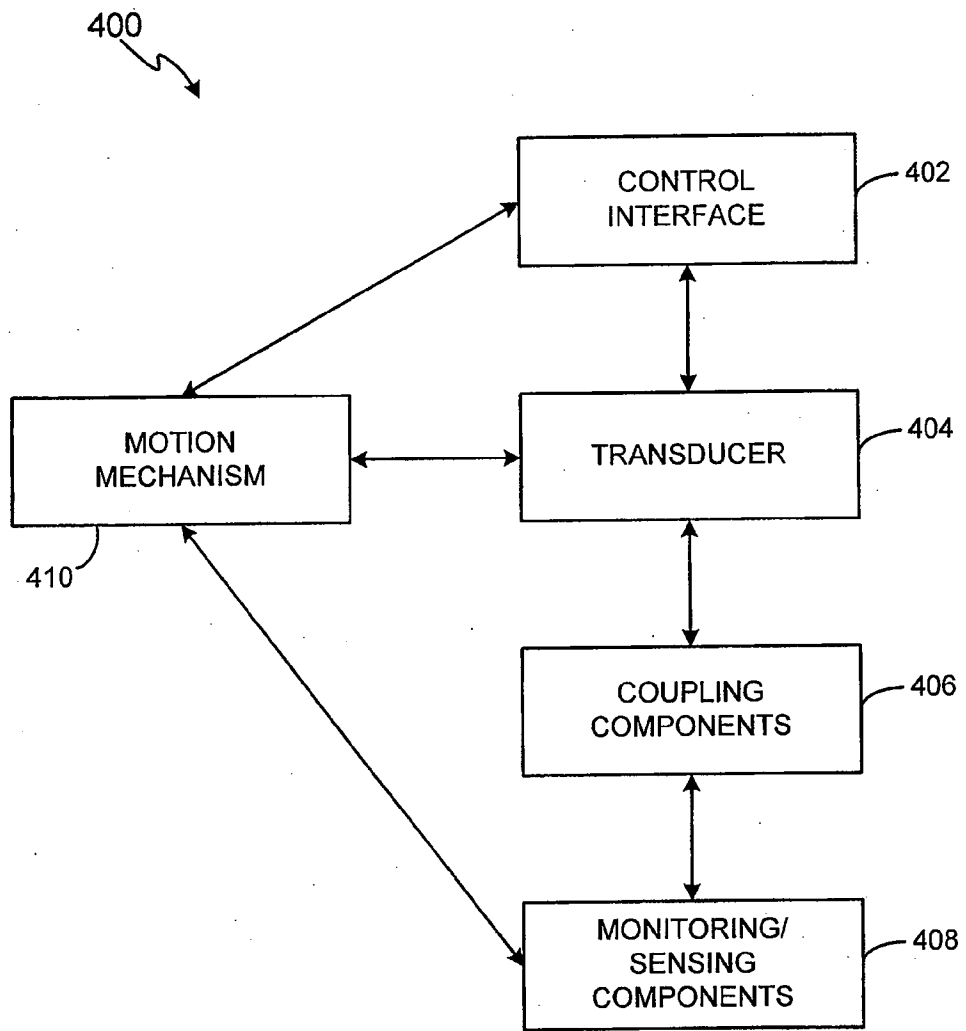 400
CONTROL
INTERFACE
402
MOTION
MECHANISM
410
TRANSDUCER
404
COUPLING
COMPONENTS
406
MONITORING/
SENSING
COMPONENTS
408